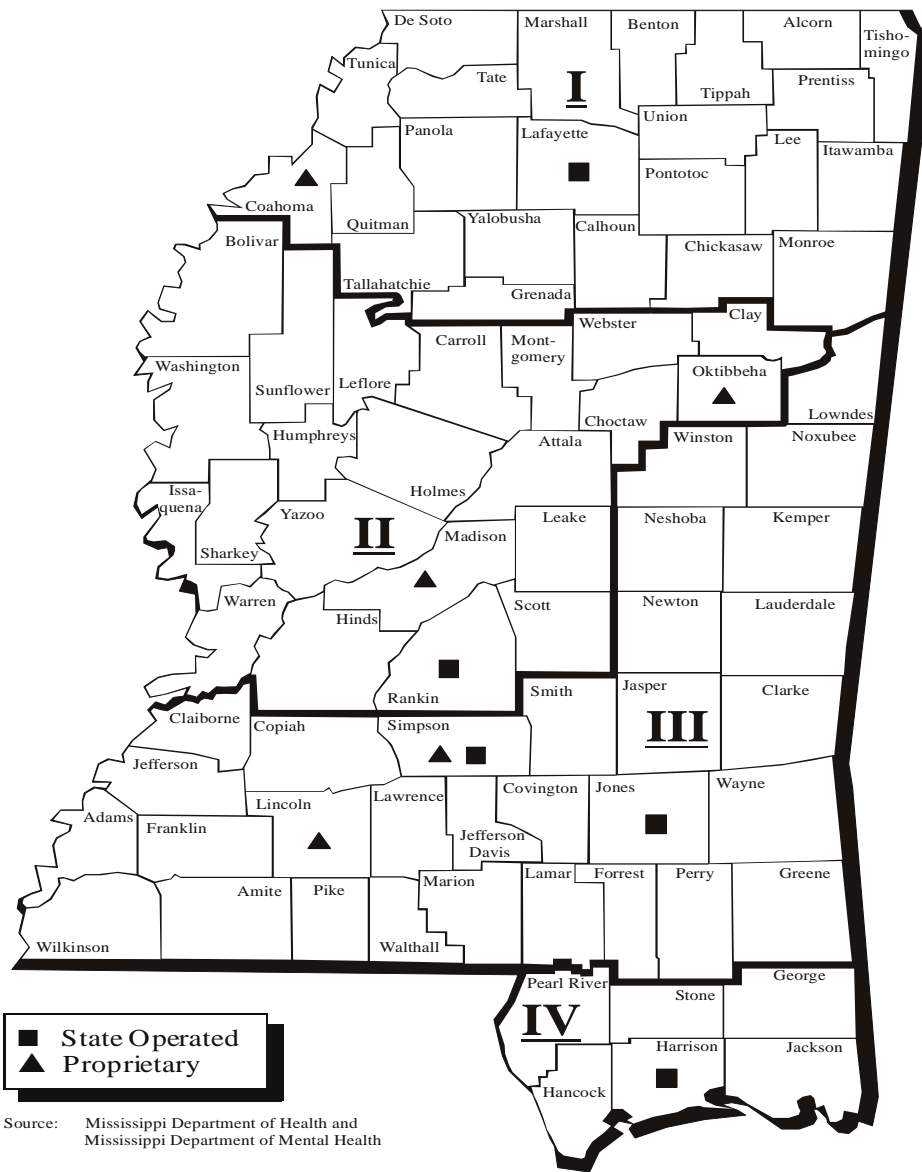 De Soto
Marshall
Benton
Alcorn
Tisho-
mingo
Tunica
Tate
I
Tippah
Prentiss
Panola
Lafayette
Union
Lee
Itawamba
Pontotoc
Coahoma
Quitman
Yalobusha
Calhoun
Chickasaw
Monroe
Bolivar
Tallahatchie
Grenada
Webster
Clay
Carroll
Mont-
gomery
Washington
Sunflower
Leflore
Oktibbeha
Choctaw
Lowndes
Humphreys
Attala
Winston
Noxubee
Issa-
quena
Holmes
Yazoo
II
Leake
Neshoba
Kemper
Sharkey
Madison
Warren
Hinds
Scott
Newton
Lauderdale
Rankin
Smith
Jasper
Clarke
III
Claiborne
Copiah
Simpson
Jefferson
Lincoln
Lawrence
Covington
Jones
Wayne
Adams
Franklin
Jefferson
Davis
Amite
Pike
Marion
Lamar
Forrest
Perry
Greene
Wilkinson
Walthall
Pearl River
George
IV
Stone
Harrison
Jackson
Hancock
State Operated
Proprietary
Source: Mississippi Department of Health and
Mississippi Department of Mental Health